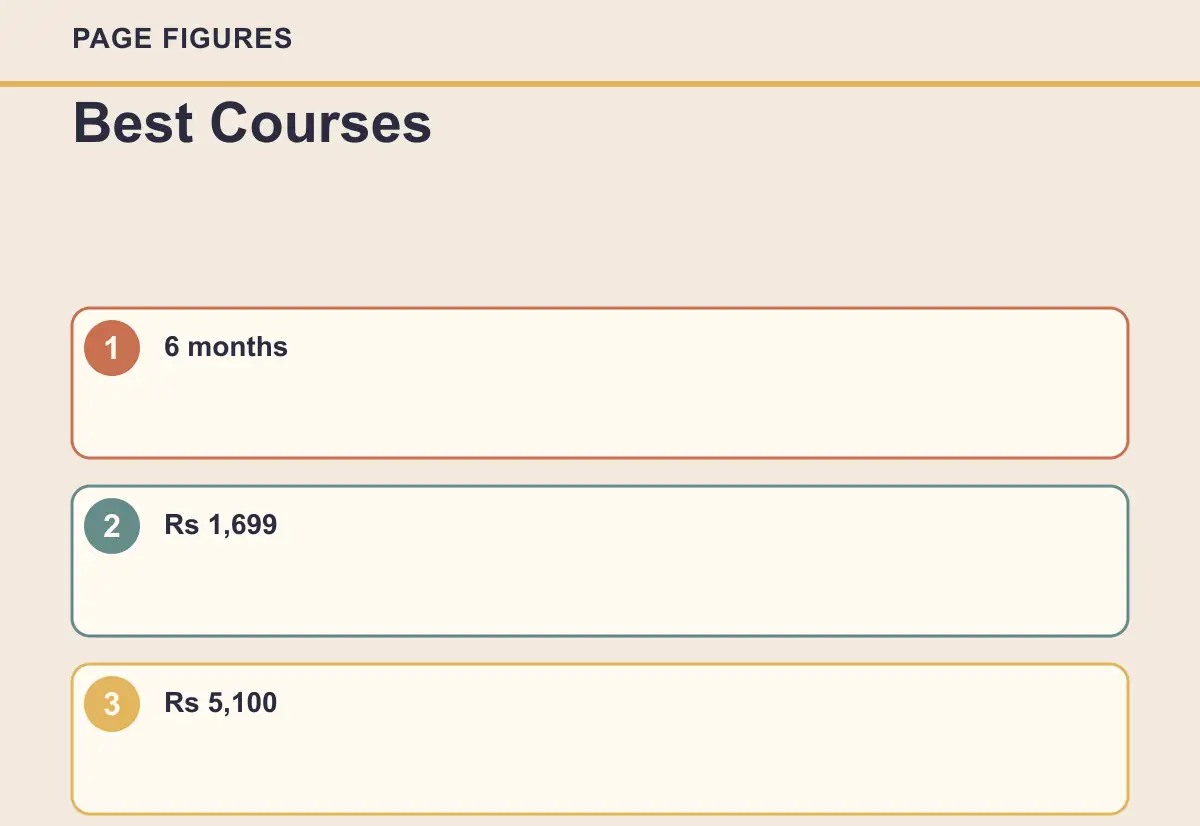 PAGE FIGURES
Best Courses
1 6 months
2 Rs 1,699
3 Rs 5,100